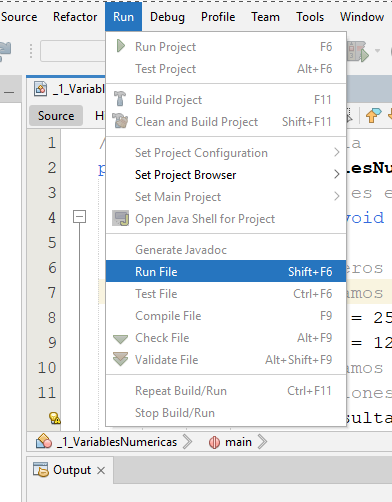 Source Refactor Run Debug Profile Team Tools Window
Run Project F6
Test Project Alt+F6
_1_Variables
Build Project F11
Source H
Clean and Build Project Shift+F11
1 / ia
Set Project Configuration
2 p lesNu
Set Project Browser
3 es e
Set Main Project
4 void
Open Java Shell for Project
5
Generate Javadoc
6 eros
Run File Shift+F6
7 amos
Test File Ctrl+F6
8 = 25
Compile File F9
9 = 12
Check File Alt+F9
10 amos
Validate File Alt+Shift+F9
11 iones
Repeat Build/Run Ctrl+F11
sulta
Stop Build/Run
_1_VariablesNumericas main
Output